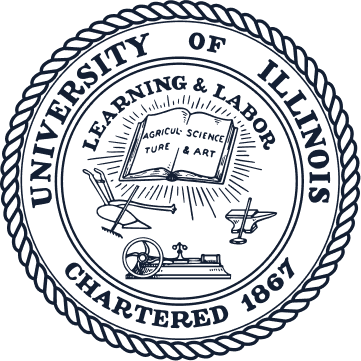 UNIVERSITY OF ILLINOIS
LEARNING & LABOR
AGRICUL- SCIENCE
TURE & ART
CHARTERED 1867